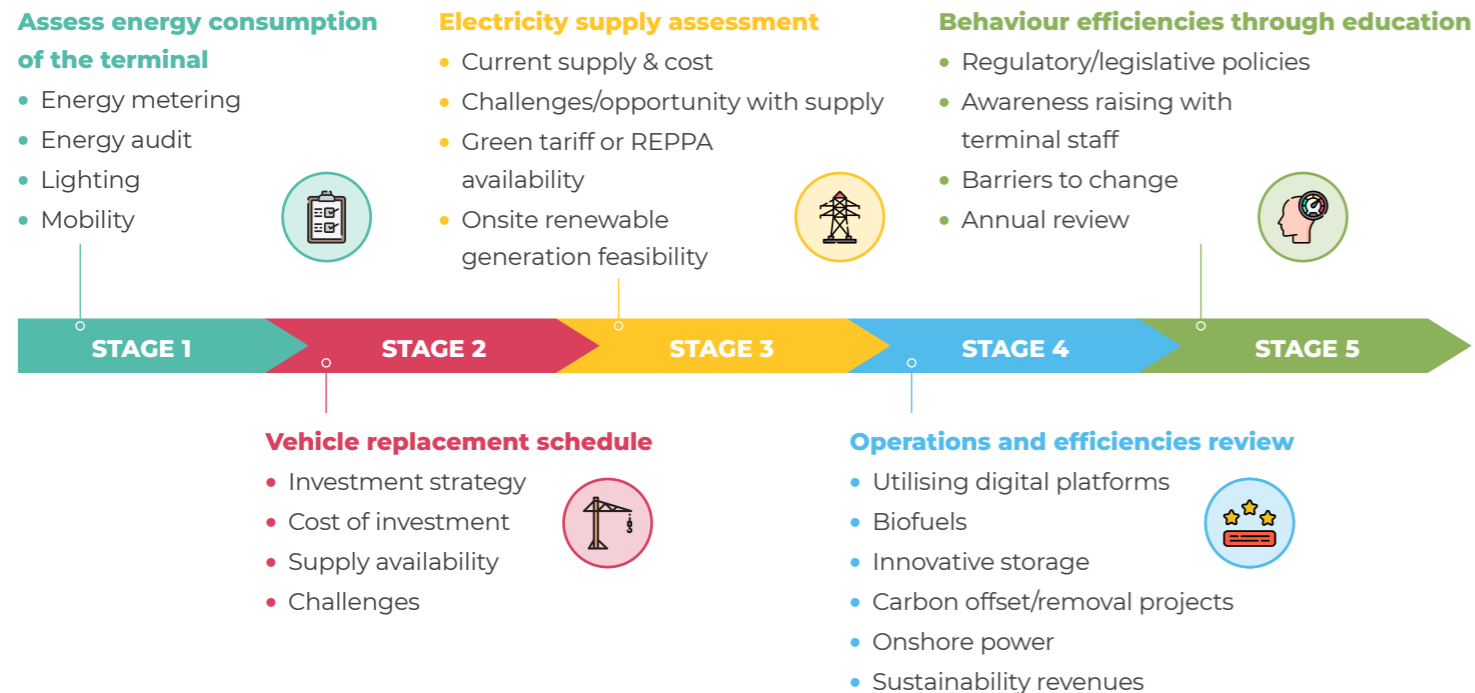 Assess energy consumption
of the terminal
• Energy metering
• Energy audit
• Lighting
• Mobility
Electricity supply assessment
• Current supply & cost
• Challenges/opportunity with supply
• Green tariff or REPPA
availability
• Onsite renewable
generation feasibility
Behaviour efficiencies through education
• Regulatory/legislative policies
• Awareness raising with
terminal staff
• Barriers to change
• Annual review
STAGE 1
STAGE 2
STAGE 3
STAGE 4
STAGE 5
Vehicle replacement schedule
• Investment strategy
• Cost of investment
• Supply availability
• Challenges
Operations and efficiencies review
• Utilising digital platforms
• Biofuels
• Innovative storage
• Carbon offset/removal projects
• Onshore power
• Sustainability revenues